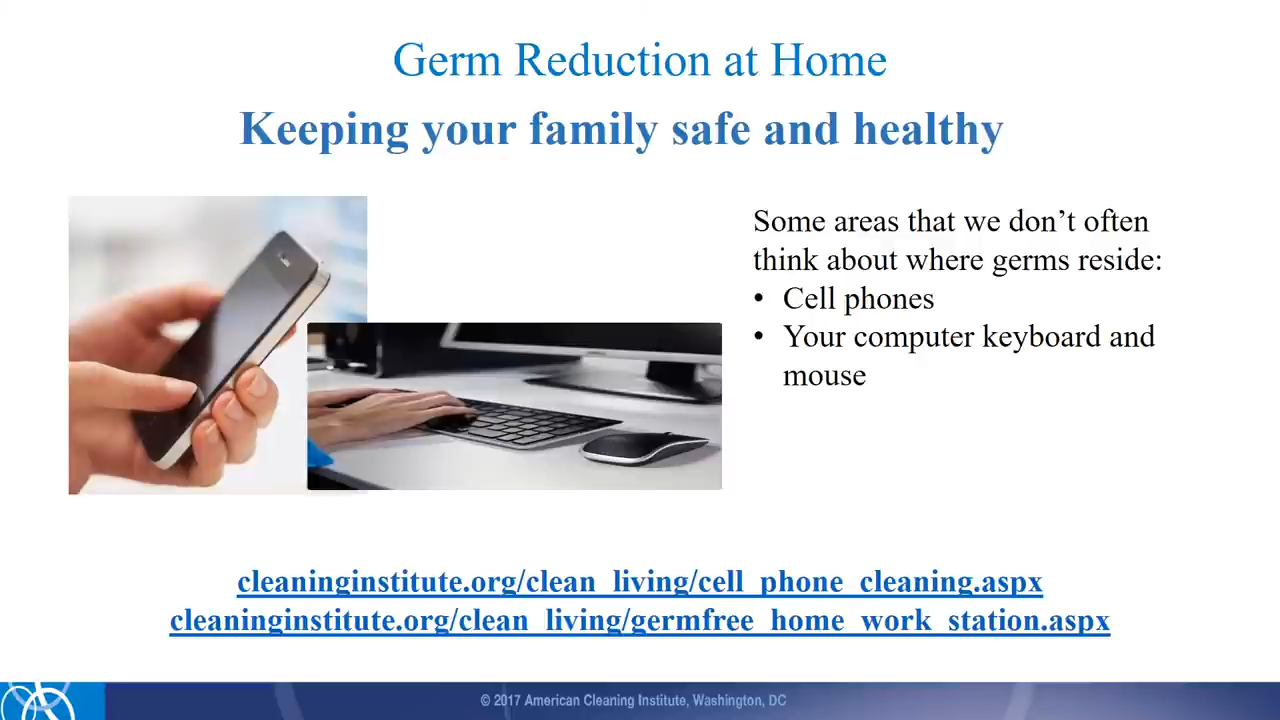 Germ Reduction at Home
Keeping your family safe and healthy
Some areas that we don’t often
think about where germs reside:
• Cell phones
• Your computer keyboard and
mouse
cleaninginstitute.org/clean_living/cell_phone_cleaning.aspx
cleaninginstitute.org/clean_living/germfree_home_work_station.aspx
© 2017 American Cleaning Institute, Washington, DC